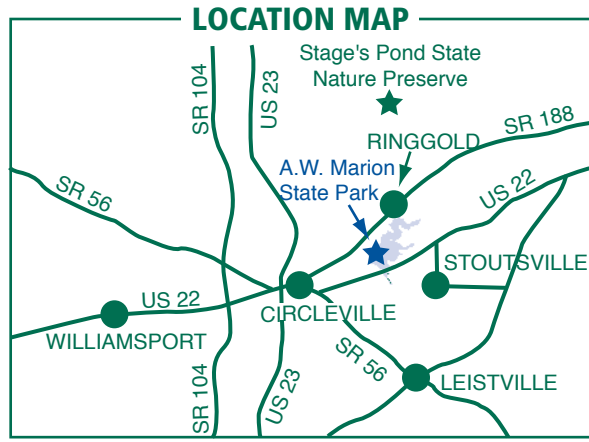 LOCATION MAP
Stage's Pond State
Nature Preserve
SR 104
US 23
SR 188
RINGGOLD
A.W. Marion
State Park
SR 56
US 22
STOUTSVILLE
US 22
CIRCLEVILLE
WILLIAMSPORT
SR 56
LEISTVILLE
SR 104
US 23